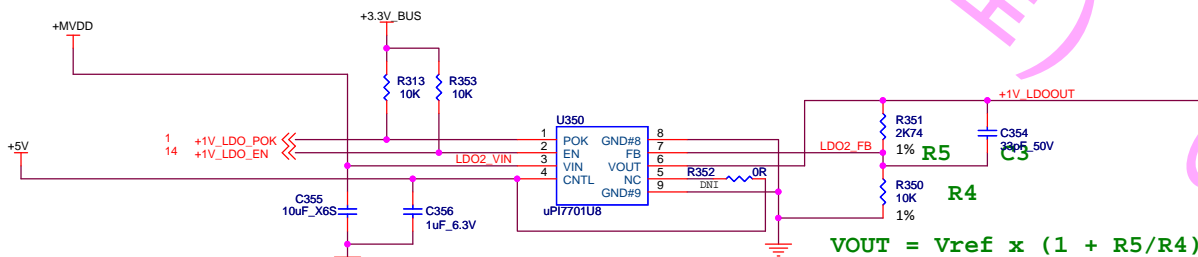 +3.3V_BUS
+MVDD
R313
10K
R353
10K
+1V_LDOOUT
U350
R351
2K74
1%
C354
33pF_50V
1 +1V_LDO_POK
14 +1V_LDO_EN
1 POK GND#8 8
2 EN FB 7
3 VIN VOUT 6
4 CNTL NC 5
GND#9 9
LDO2_FB
R5
C3
+5V
LDO2_VIN
R352 0R
DNI
R350
10K
1%
R4
C355
10uF_X6S
C356
1uF_6.3V
uPI7701U8
VOUT = Vref x (1 + R5/R4)